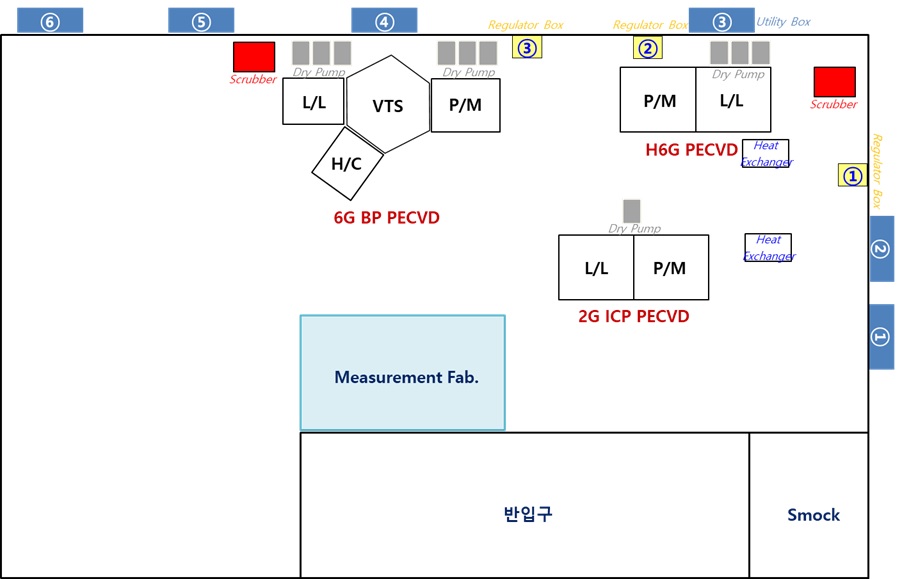 ⑥
⑤
④
③
Utility Box
Regulator Box
③
Regulator Box
②
Scrubber
Dry Pump
Dry Pump
Dry Pump
Scrubber
L/L
VTS
P/M
P/M
L/L
H/C
H6G PECVD
Heat
Exchanger
Regulator Box
①
6G BP PECVD
Dry Pump
②
L/L
P/M
Heat
Exchanger
2G ICP PECVD
①
Measurement Fab.
반입구
Smock